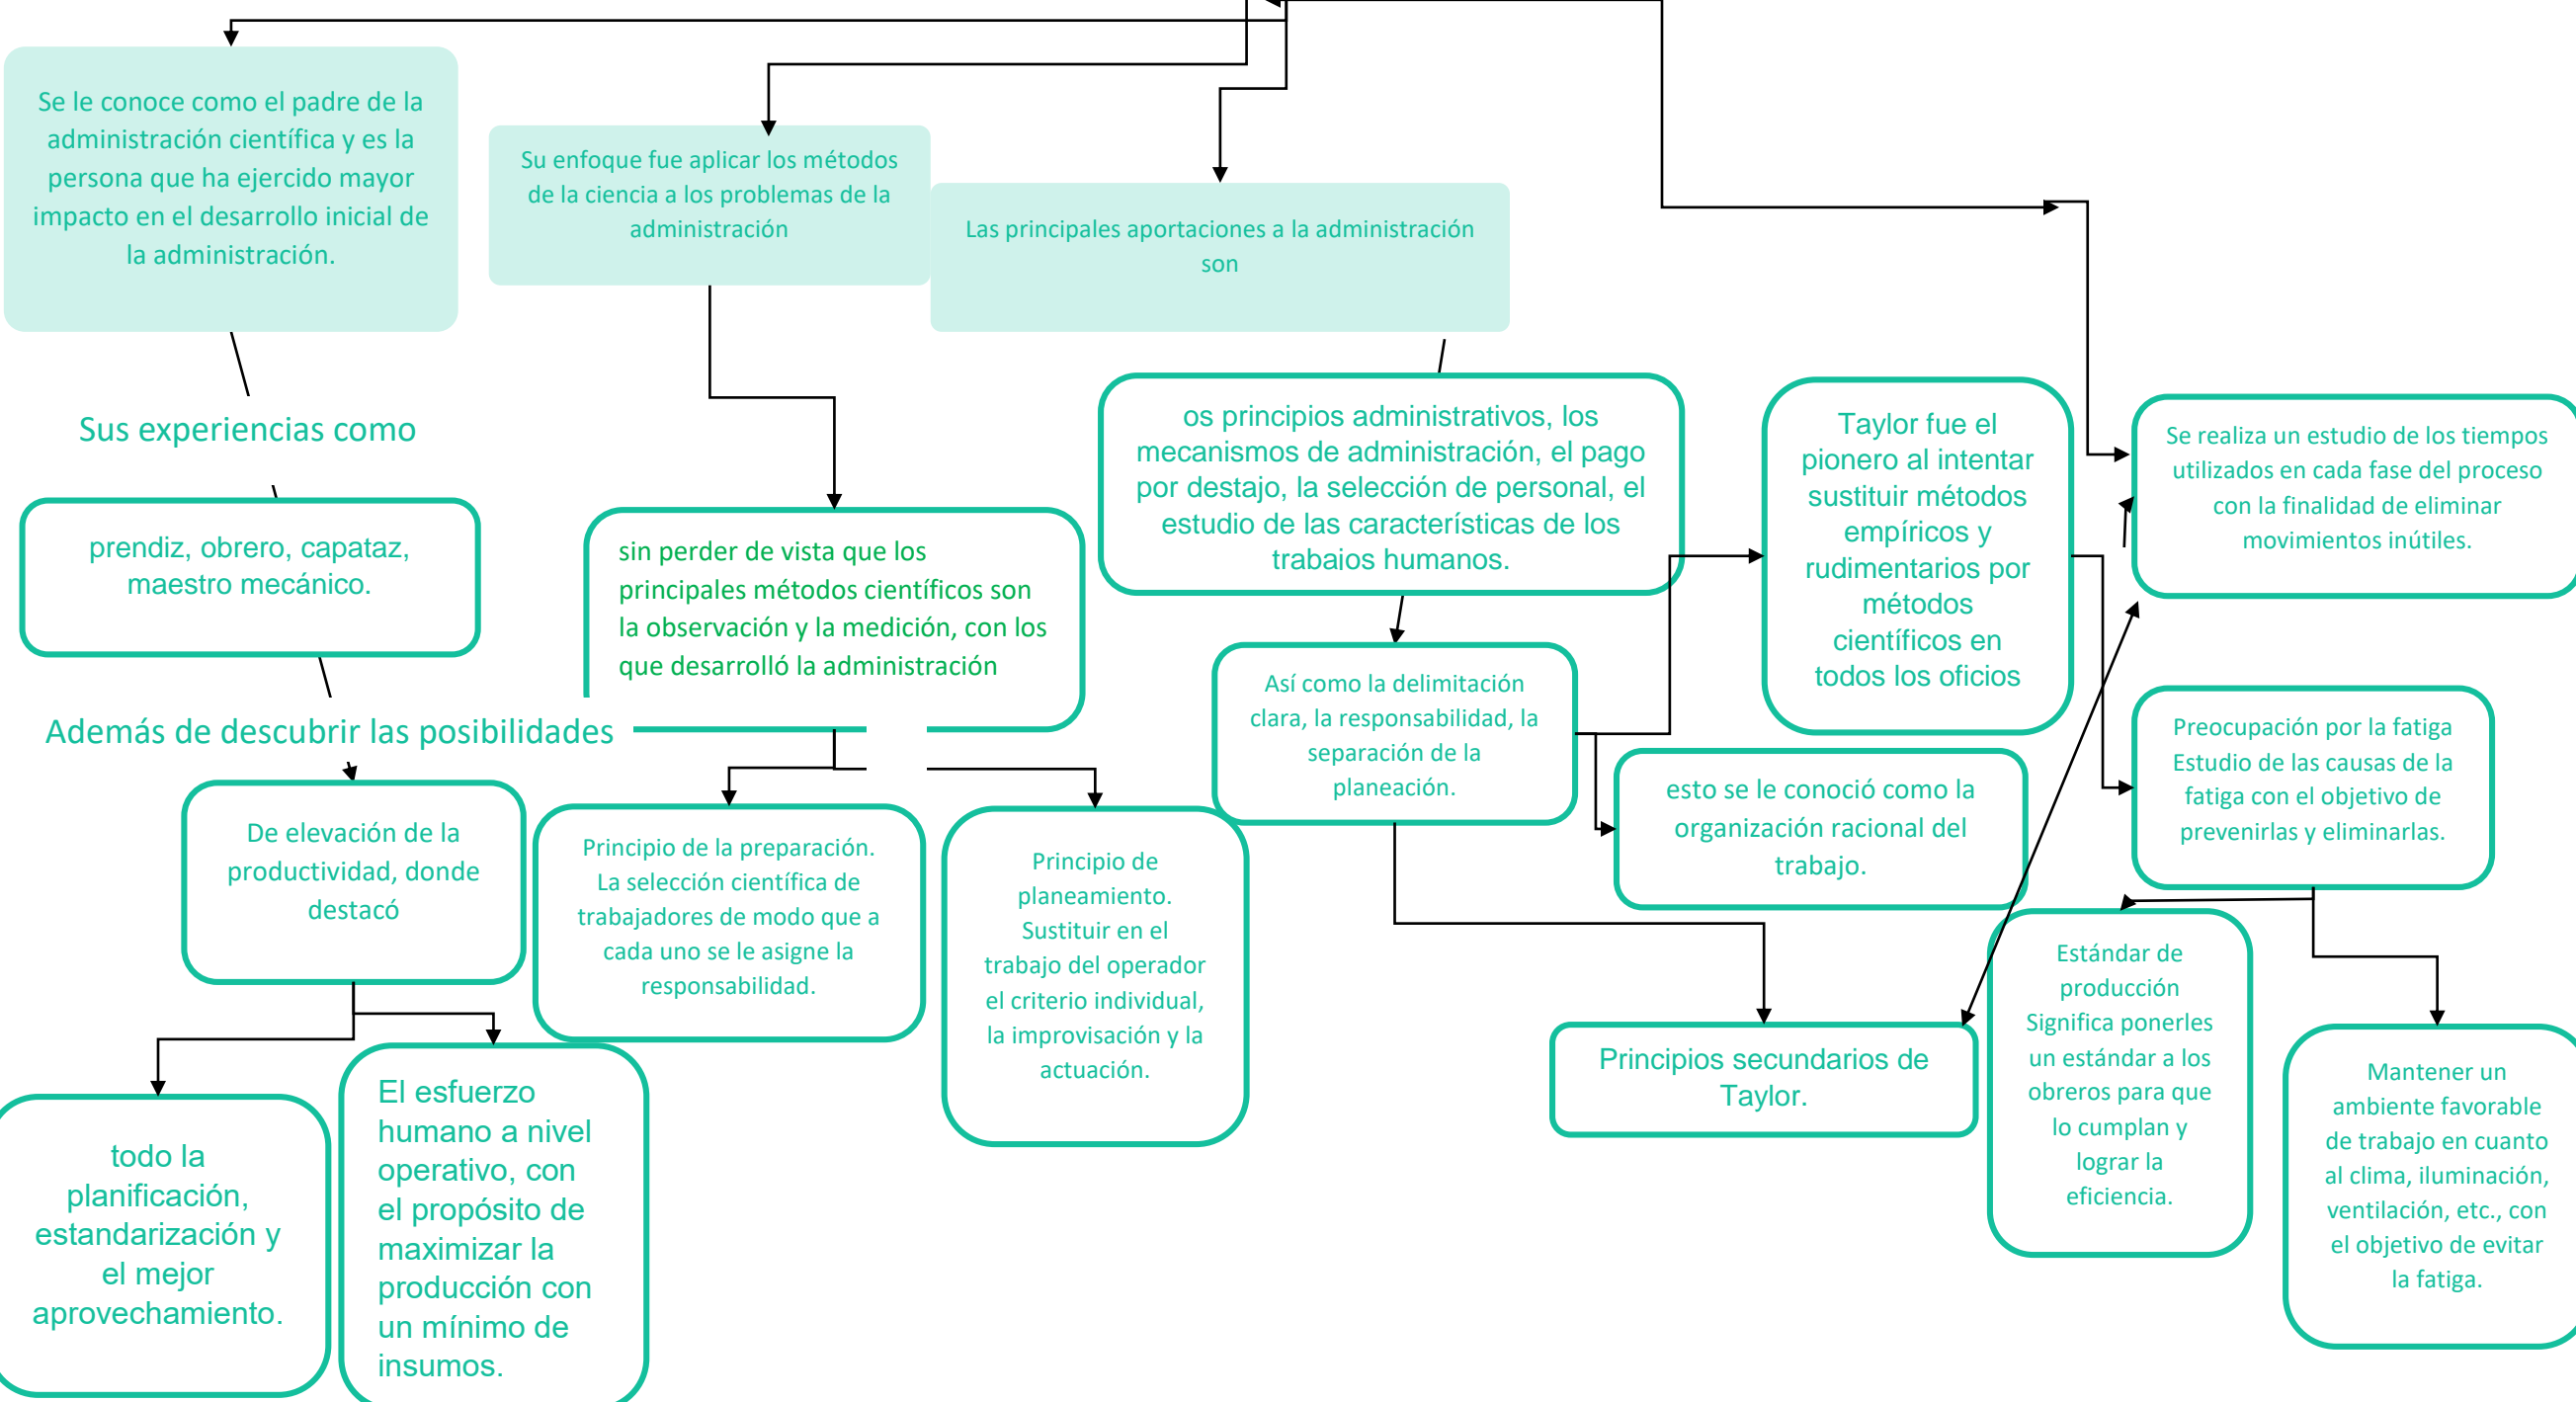 Se le conoce como el padre de la
administración científica y es la
persona que ha ejercido mayor
impacto en el desarrollo inicial de
la administración.
Su enfoque fue aplicar los métodos
de la ciencia a los problemas de la
administración
Las principales aportaciones a la administración
son
Sus experiencias como
prendiz, obrero, capataz,
maestro mecánico.
Además de descubrir las posibilidades
De elevación de la
productividad, donde
destacó
todo la
planificación,
estandarización y
el mejor
aprovechamiento.
El esfuerzo
humano a nivel
operativo, con
el propósito de
maximizar la
producción con
un mínimo de
insumos.
sin perder de vista que los
principales métodos científicos son
la observación y la medición, con los
que desarrolló la administración
Principio de la preparación.
La selección científica de
trabajadores de modo que a
cada uno se le asigne la
responsabilidad.
Principio de
planeamiento.
Sustituir en el
trabajo del operador
el criterio individual,
la improvisación y la
actuación.
os principios administrativos, los
mecanismos de administración, el pago
por destajo, la selección de personal, el
estudio de las características de los
trabajos humanos.
Así como la delimitación
clara, la responsabilidad, la
separación de la
planeación.
Taylor fue el
pionero al intentar
sustituir métodos
empíricos y
rudimentarios por
métodos
científicos en
todos los oficios
esto se le conoció como la
organización racional del
trabajo.
Principios secundarios de
Taylor.
Se realiza un estudio de los tiempos
utilizados en cada fase del proceso
con la finalidad de eliminar
movimientos inútiles.
Preocupación por la fatiga
Estudio de las causas de la
fatiga con el objetivo de
prevenirlas y eliminarlas.
Estándar de
producción
Significa ponerles
un estándar a los
obreros para que
lo cumplan y
lograr la
eficiencia.
Mantener un
ambiente favorable
de trabajo en cuanto
al clima, iluminación,
ventilación, etc., con
el objetivo de evitar
la fatiga.